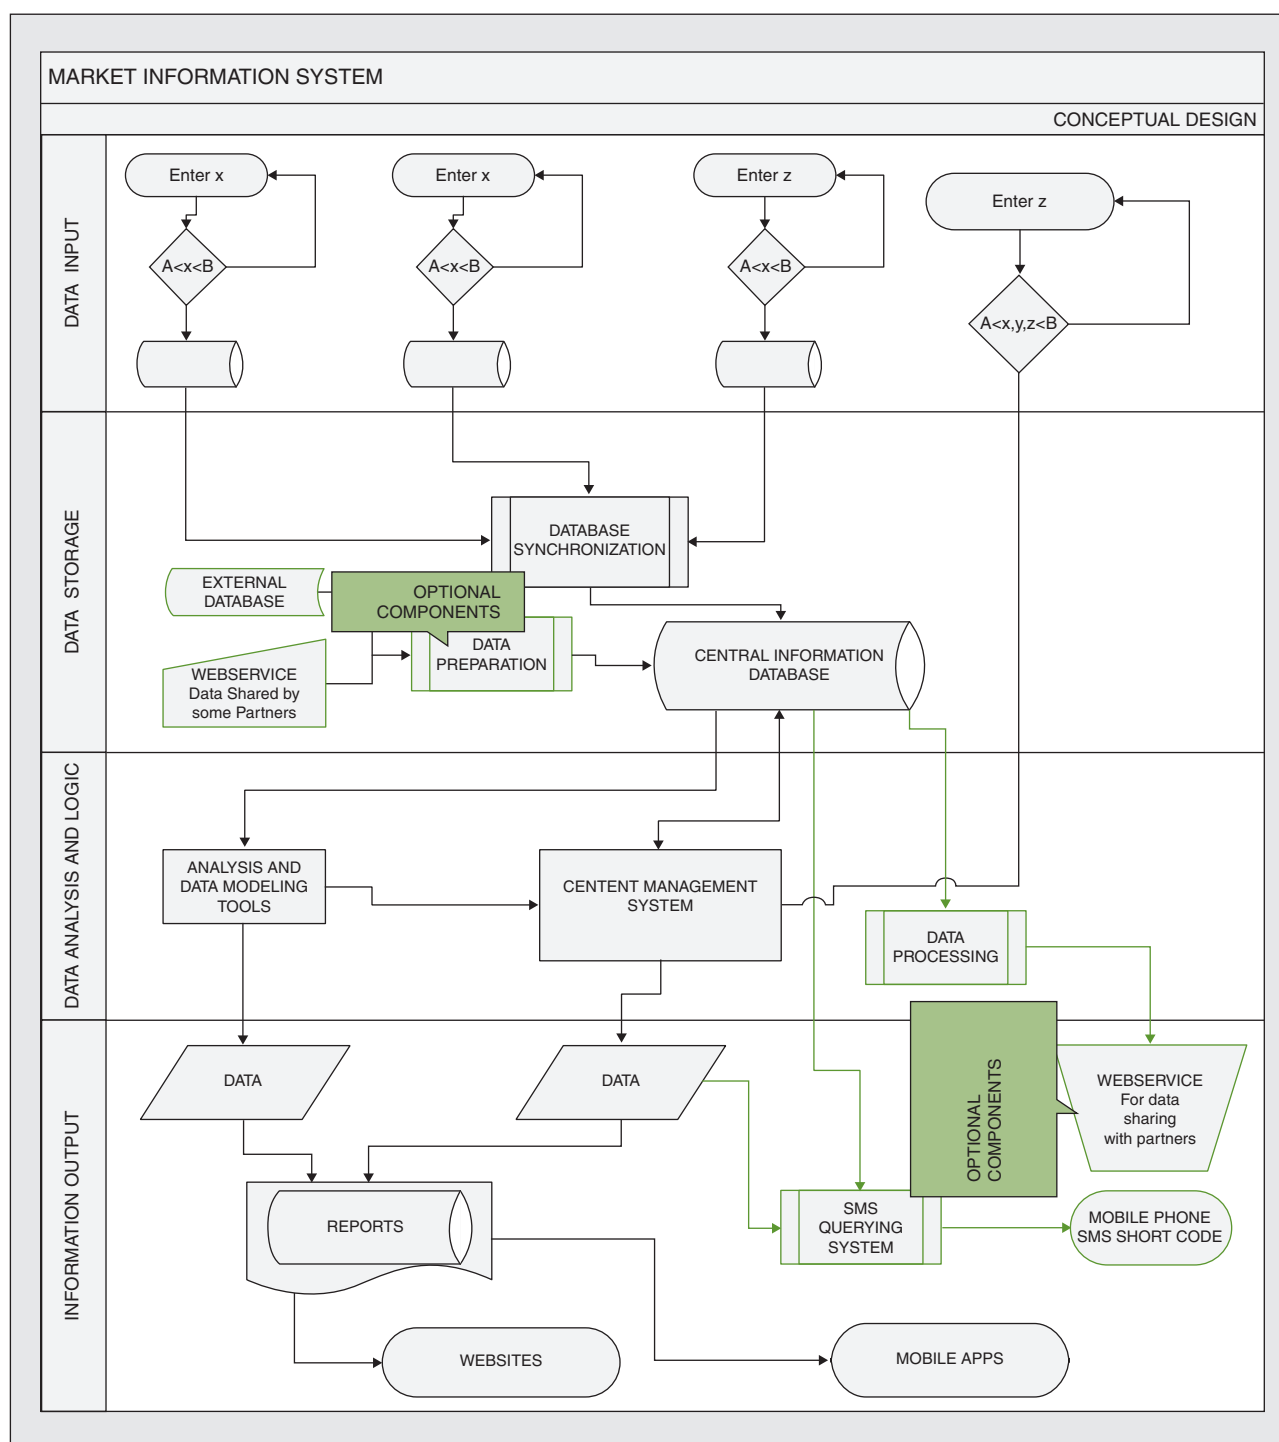 MARKET INFORMATION SYSTEM
CONCEPTUAL DESIGN
DATA INPUT
Enter x
Enter x
Enter z
Enter z
A<x<B
A<x<B
A<x<B
A<x,y,z<B
DATA STORAGE
DATABASE
SYNCHRONIZATION
EXTERNAL
DATABASE
OPTIONAL
COMPONENTS
WEBSERVICE
Data Shared by
some Partners
DATA
PREPARATION
CENTRAL INFORMATION
DATABASE
DATA ANALYSIS AND LOGIC
ANALYSIS AND
DATA MODELING
TOOLS
CENTENT MANAGEMENT
SYSTEM
DATA
PROCESSING
INFORMATION OUTPUT
DATA
DATA
OPTIONAL
COMPONENTS
WEBSERVICE
For data
sharing
with partners
REPORTS
SMS
QUERYING
SYSTEM
MOBILE PHONE
SMS SHORT CODE
WEBSITES
MOBILE APPS